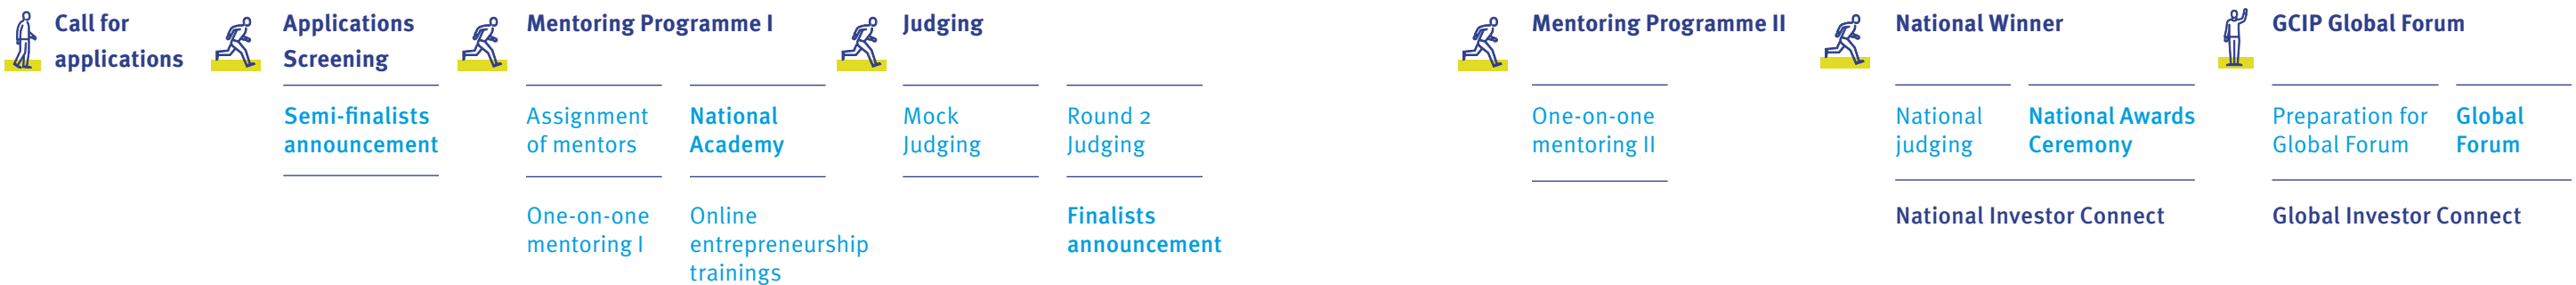 Call for
applications
Applications
Screening
Semi-finalists
announcement
Mentoring Programme I
Assignment
of mentors
One-on-one
mentoring I
National
Academy
Online
entrepreneurship
trainings
Judging
Mock
Judging
Round 2
Judging
Finalists
announcement
Mentoring Programme II
One-on-one
mentoring II
National Winner
National
judging
National Awards
Ceremony
National Investor Connect
GCIP Global Forum
Preparation for
Global Forum
Global
Forum
Global Investor Connect